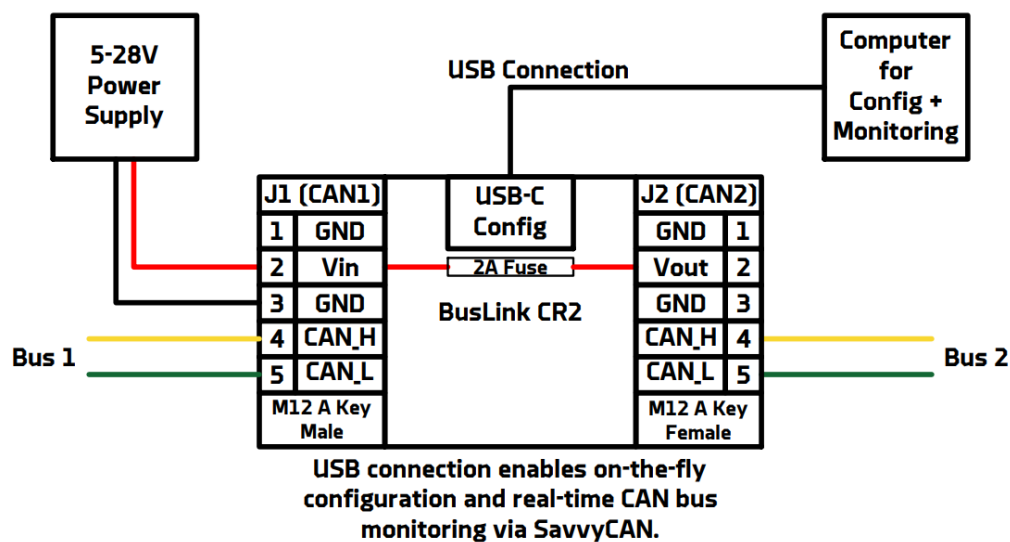 5-28V
Power
Supply
USB Connection
Computer
for
Config +
Monitoring
J1 (CAN1)
1 GND
2 Vin
3 GND
4 CAN_H
5 CAN_L
M12 A Key
Male
USB-C
Config
2A Fuse
BusLink CR2
J2 (CAN2)
GND 1
Vout 2
GND 3
CAN_H 4
CAN_L 5
M12 A Key
Female
Bus 1
Bus 2
USB connection enables on-the-fly
configuration and real-time CAN bus
monitoring via SavvyCAN.